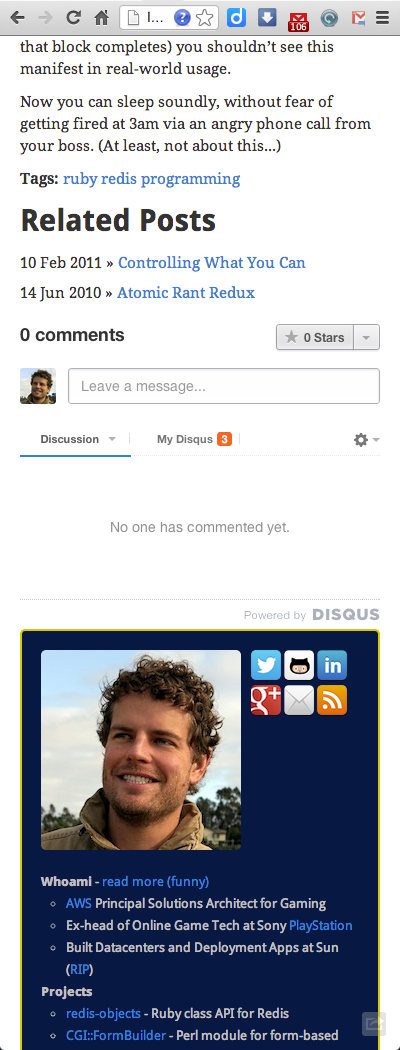 I...
106
that block completes) you shouldn't see this
manifest in real-world usage.
Now you can sleep soundly, without fear of
getting fired at 3am via an angry phone call from
your boss. (At least, not about this...)
Tags: ruby redis programming
Related Posts
10 Feb 2011 » Controlling What You Can
14 Jun 2010 » Atomic Rant Redux
0 comments
0 Stars
Leave a message...
Discussion
My Disqus 3
No one has commented yet.
Powered by DISQUS
in
g+
Whoami - read more (funny)
AWS Principal Solutions Architect for Gaming
Ex-head of Online Game Tech at Sony PlayStation
Built Datacenters and Deployment Apps at Sun
(RIP)
Projects
redis-objects - Ruby class API for Redis
CGI::FormBuilder - Perl module for form-based